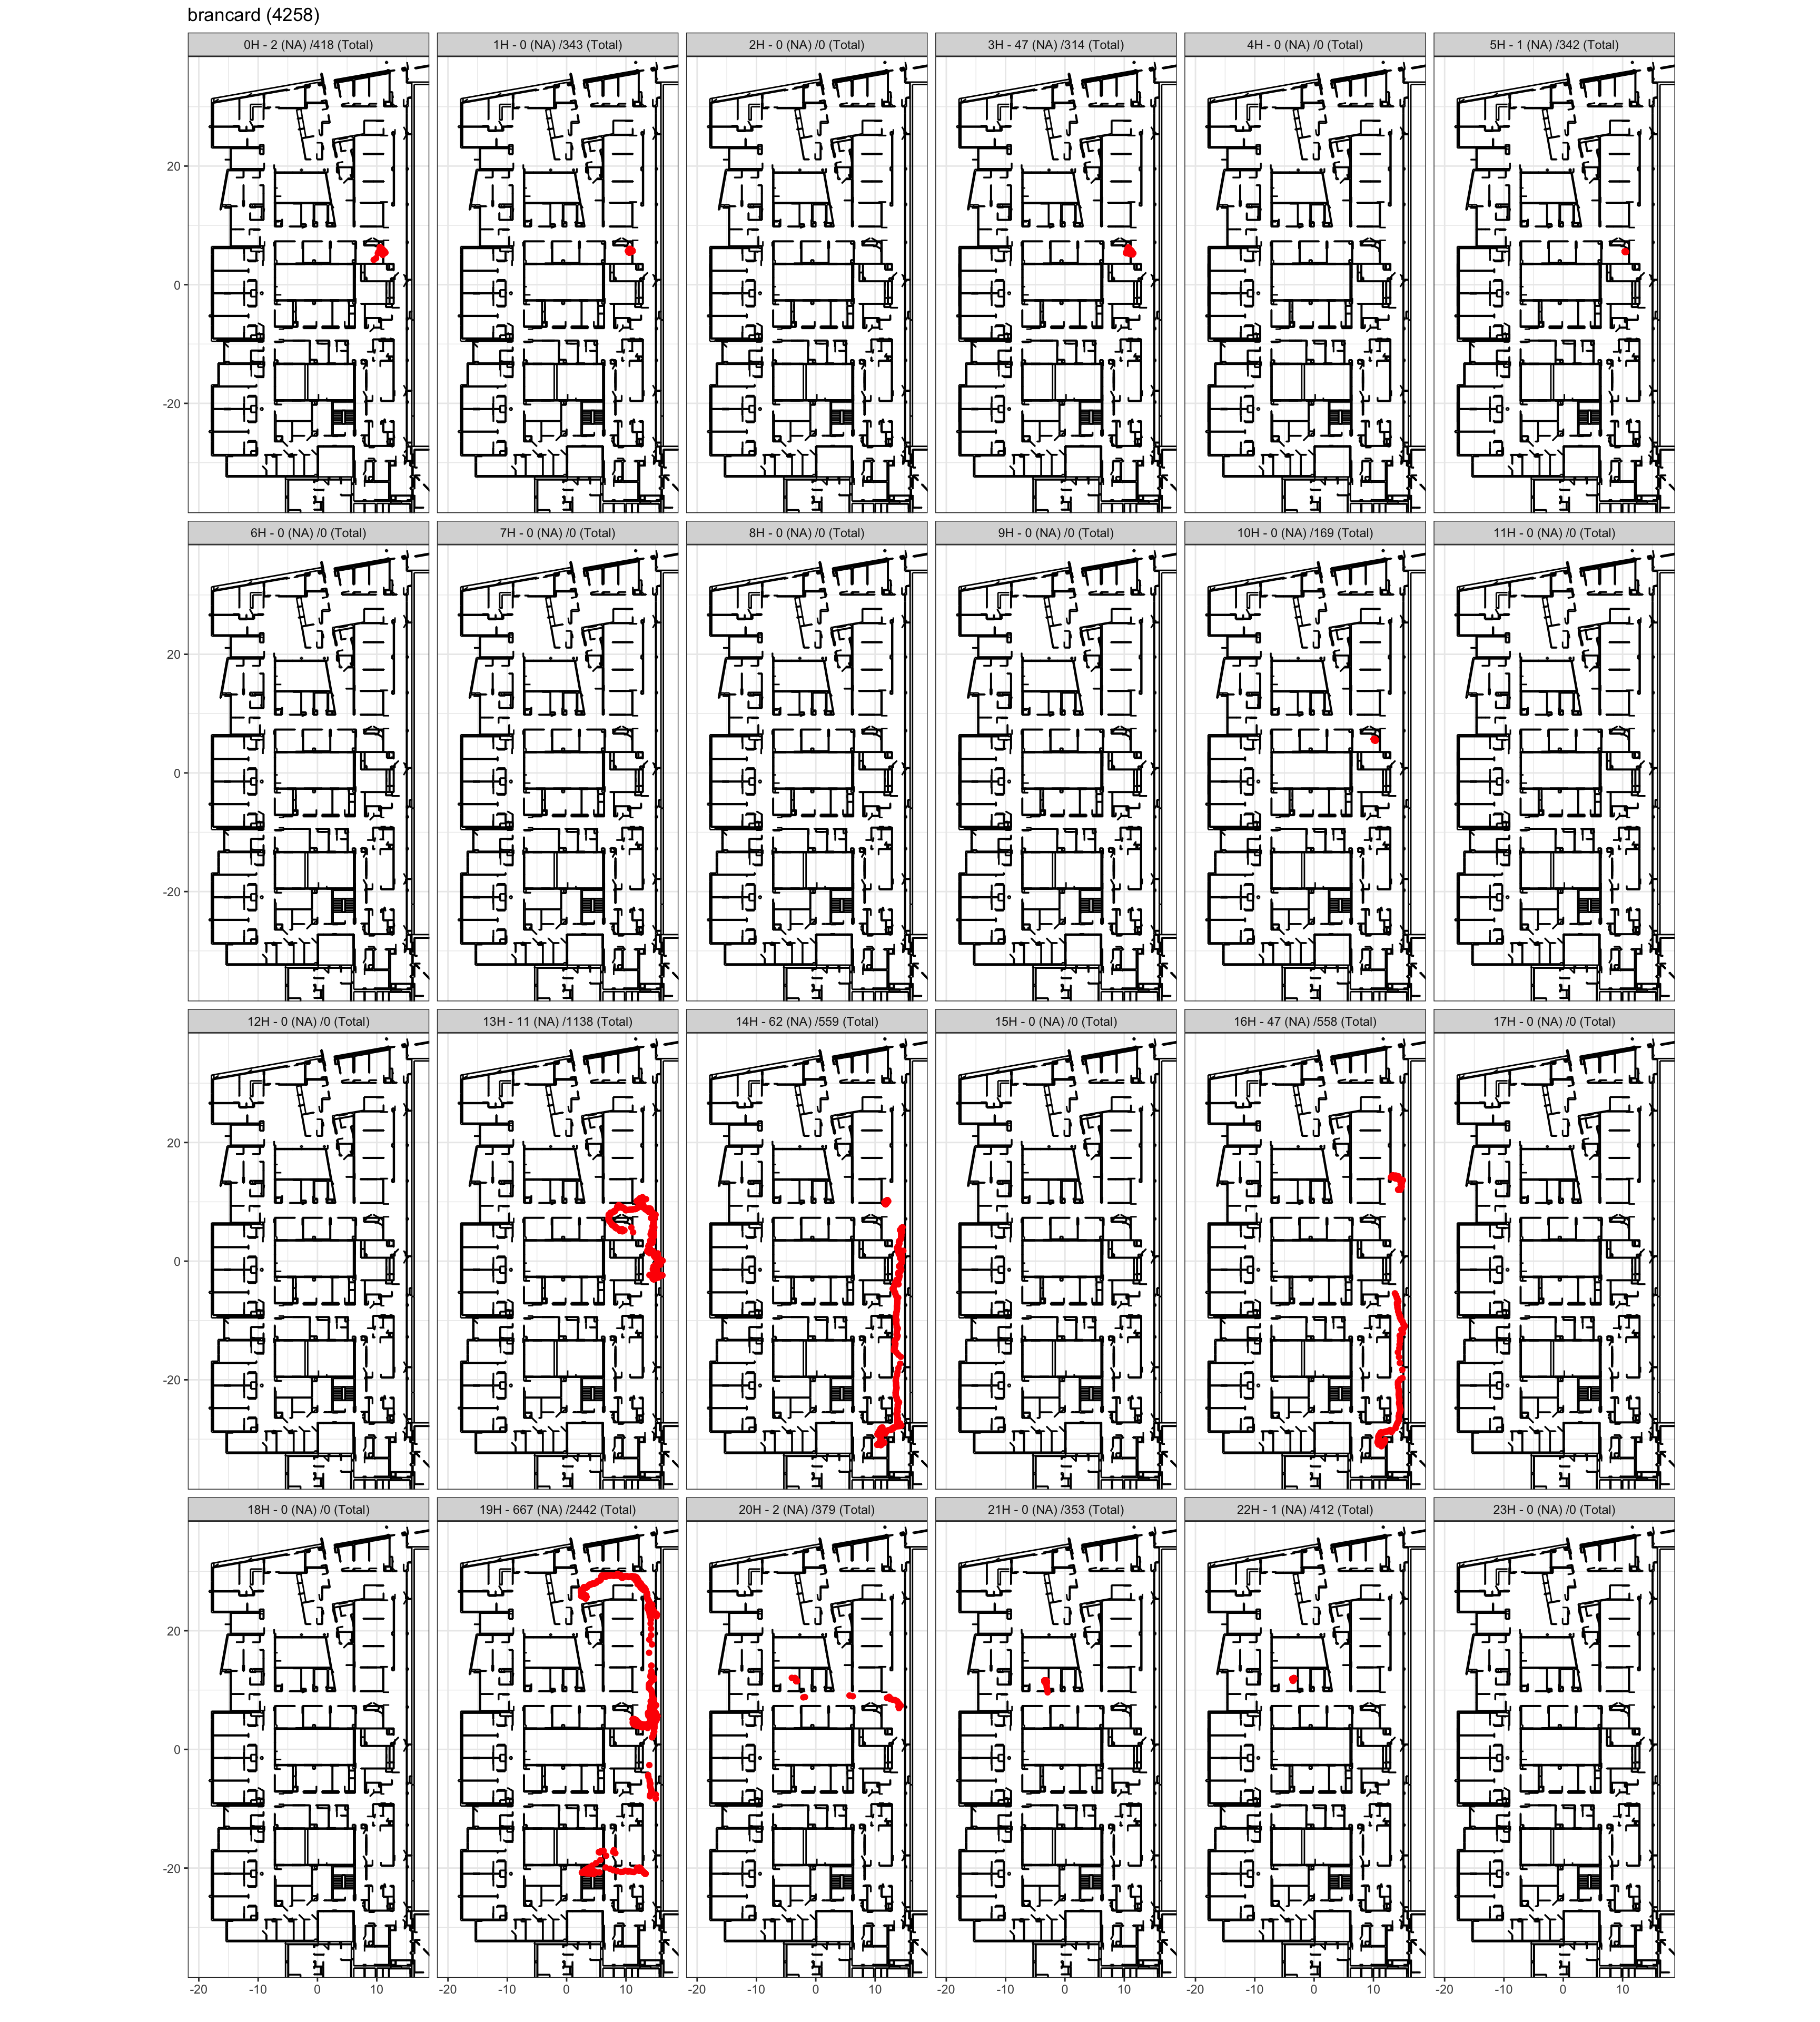 brancard (4258)
0H - 2 (NA) /418 (Total) 1H - 0 (NA) /343 (Total) 2H - 0 (NA) /0 (Total) 3H - 47 (NA) /314 (Total) 4H - 0 (NA) /0 (Total) 5H - 1 (NA) /342 (Total)
20
0
-20
6H - 0 (NA) /0 (Total) 7H - 0 (NA) /0 (Total) 8H - 0 (NA) /0 (Total) 9H - 0 (NA) /0 (Total) 10H - 0 (NA) /169 (Total) 11H - 0 (NA) /0 (Total)
20
0
-20
12H - 0 (NA) /0 (Total) 13H - 11 (NA) /1138 (Total) 14H - 62 (NA) /559 (Total) 15H - 0 (NA) /0 (Total) 16H - 47 (NA) /558 (Total) 17H - 0 (NA) /0 (Total)
20
0
-20
18H - 0 (NA) /0 (Total) 19H - 667 (NA) /2442 (Total) 20H - 2 (NA) /379 (Total) 21H - 0 (NA) /353 (Total) 22H - 1 (NA) /412 (Total) 23H - 0 (NA) /0 (Total)
20
0
-20
-20 -10 0 10 -20 -10 0 10 -20 -10 0 10 -20 -10 0 10 -20 -10 0 10 -20 -10 0 10